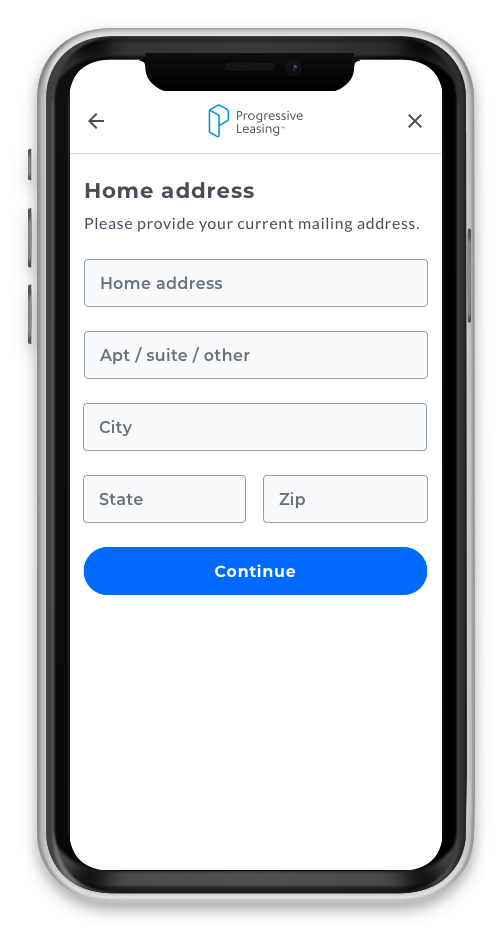 Progressive
Leasing™
Home address
Please provide your current mailing address.
Home address
Apt / suite / other
City
State
Zip
Continue